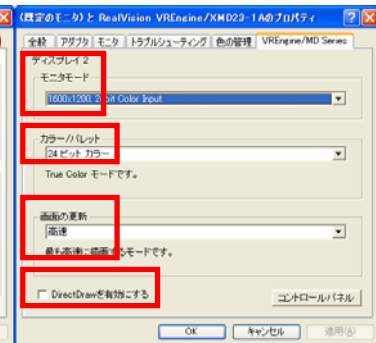 (既定のモニタ)と RealVision VREngine/XMD23-1Aのプロパティ
全般 アダプタ モニタ トラブルシューティング 色の管理 VREngine/MD Series
ディスプレイ 2
モニタモード
1600x1200, 24bit Color Input
カラーパレット
24 ビット カラー
True Color モードです。
画面の更新
高速
最も高速に描画するモードです。
DirectDrawを有効にする
コントロールパネル
OK キャンセル 適用(A)